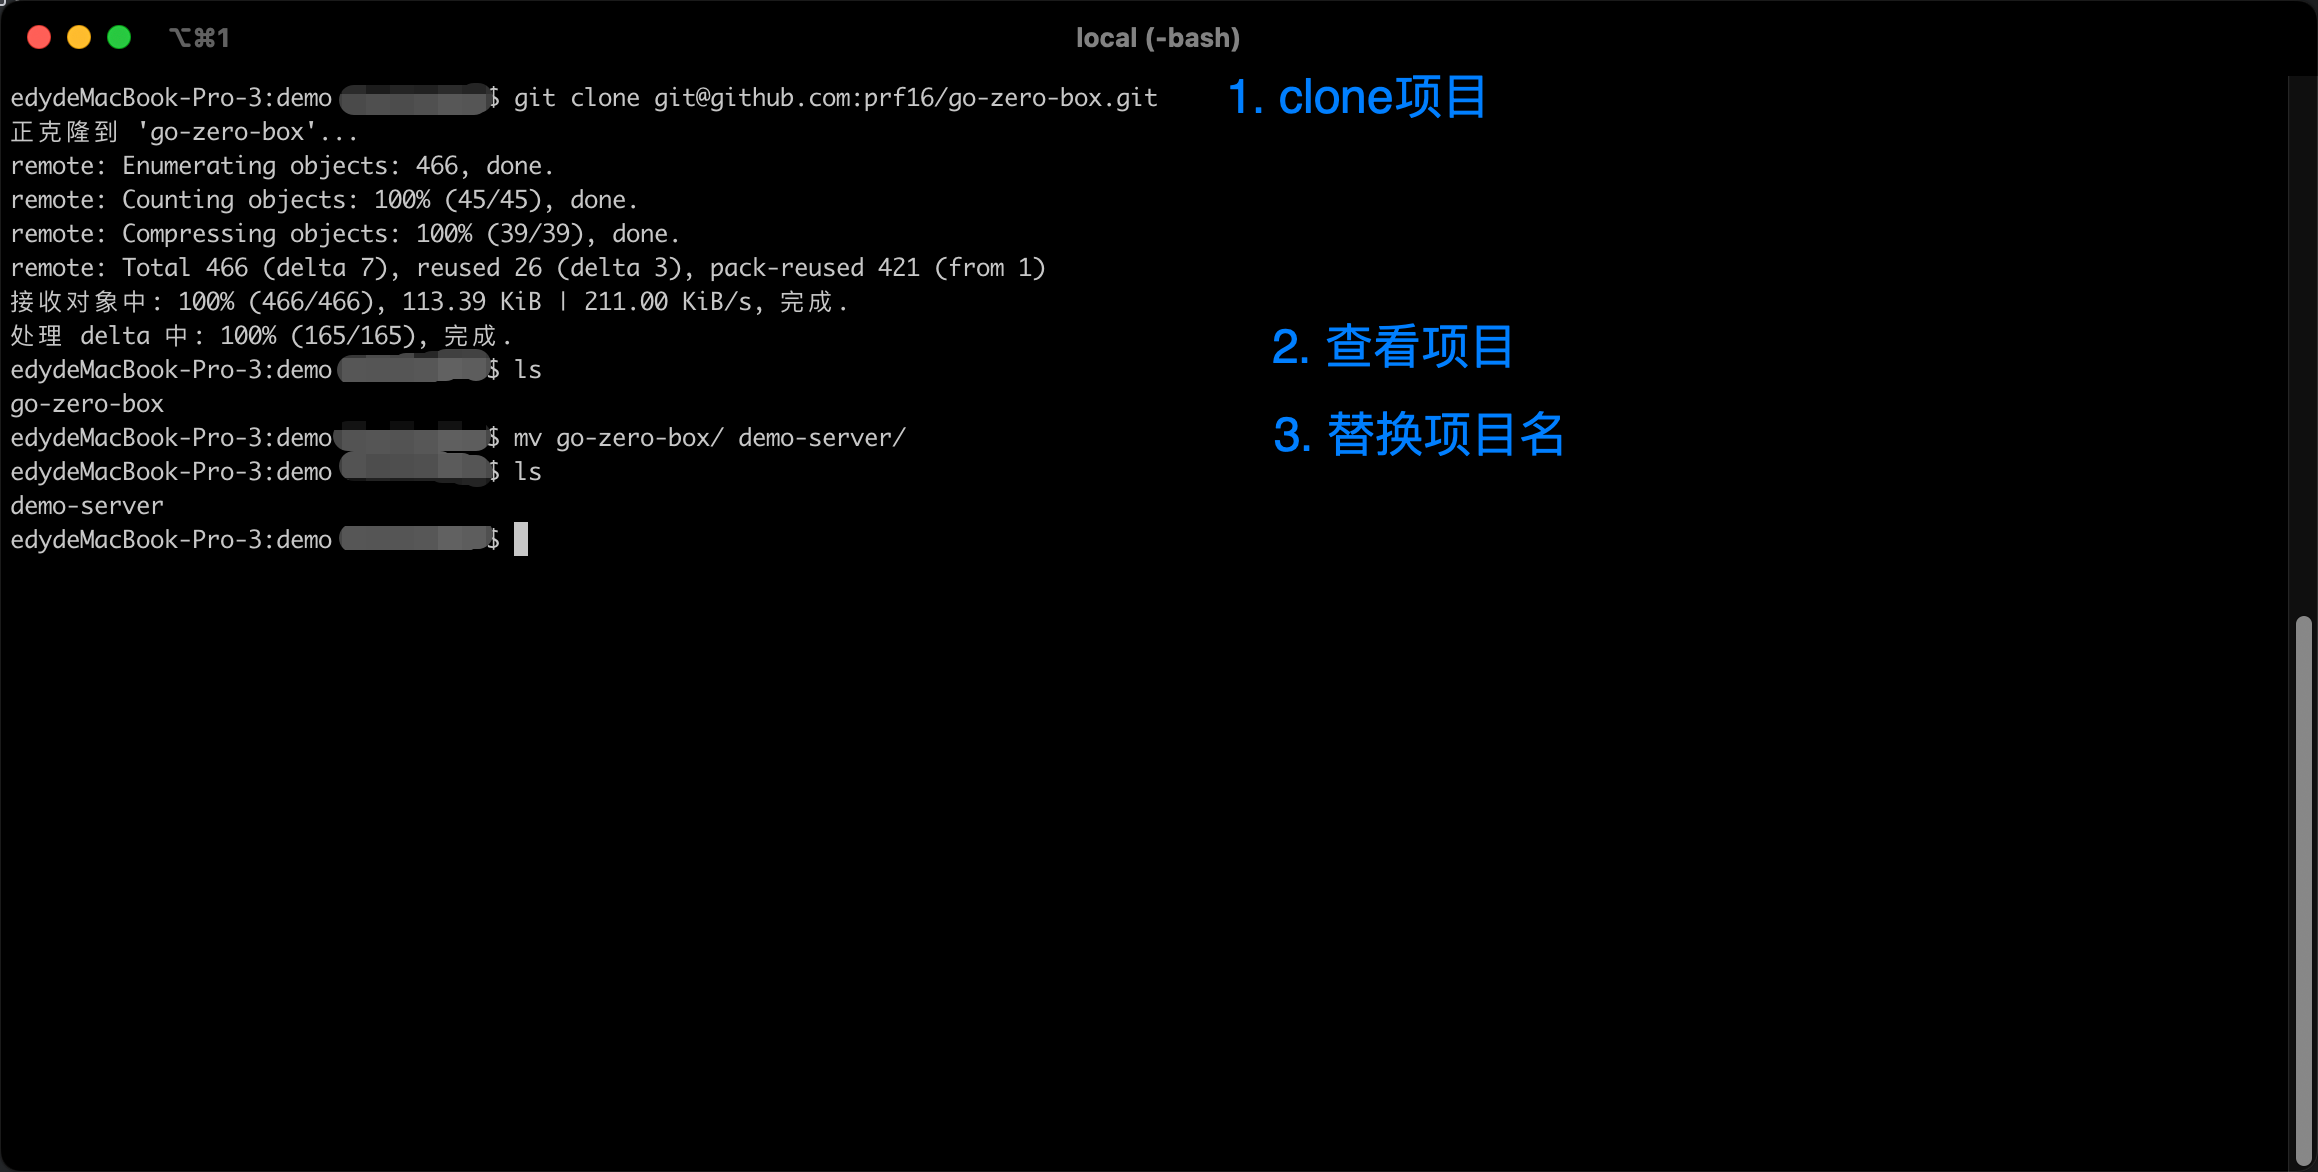 ⌥⌘1
local (-bash)
edydeMacBook-Pro-3:demo $ git clone git@github.com:prf16/go-zero-box.git
1. clone项目
正克隆到 'go-zero-box'...
remote: Enumerating objects: 466, done.
remote: Counting objects: 100% (45/45), done.
remote: Compressing objects: 100% (39/39), done.
remote: Total 466 (delta 7), reused 26 (delta 3), pack-reused 421 (from 1)
接收对象中: 100% (466/466), 113.39 KiB | 211.00 KiB/s, 完成.
处理 delta 中: 100% (165/165), 完成.
2. 查看项目
edydeMacBook-Pro-3:demo $ ls
go-zero-box
edydeMacBook-Pro-3:demo $ mv go-zero-box/ demo-server/
3. 替换项目名
edydeMacBook-Pro-3:demo $ ls
demo-server
edydeMacBook-Pro-3:demo $